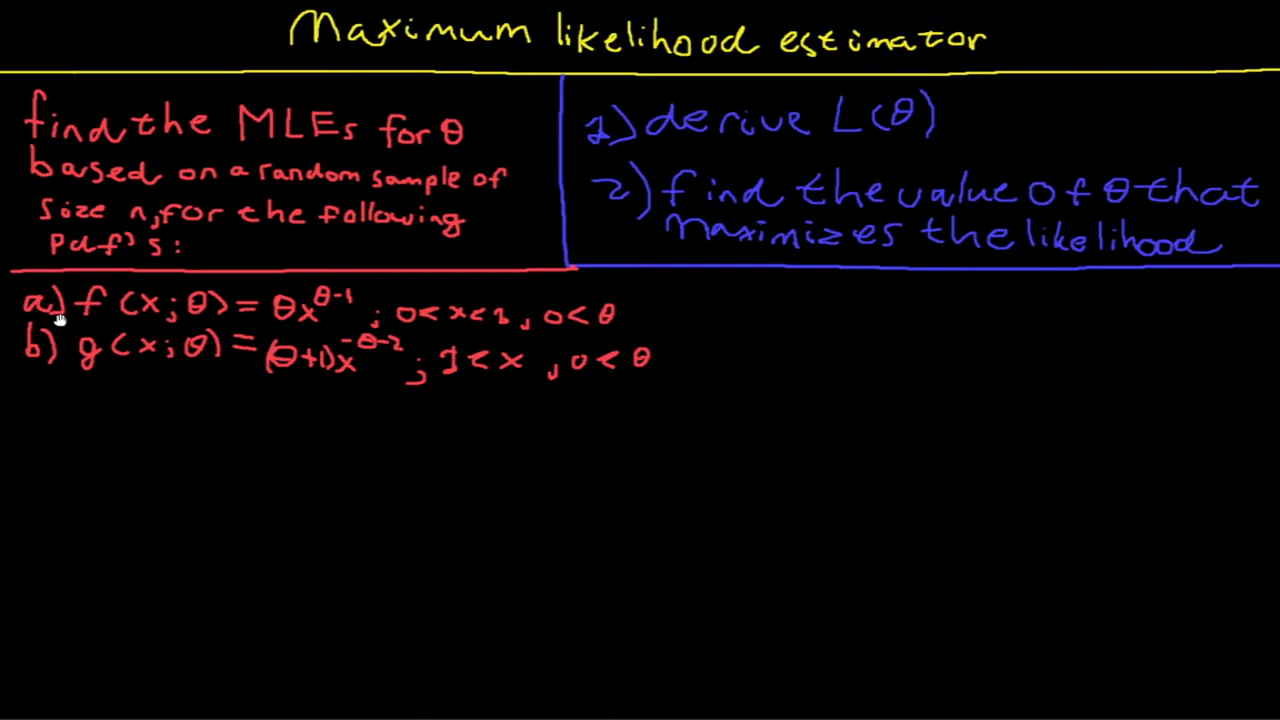 Maximum likelihood estimator
find the MLEs for θ
based on a random sample of
size n, for the following
Pdf's:
1) derive L(θ)
2) find the value of θ that
maximizes the likelihood
a) f(x;θ) = θx^{θ-1} ; 0<x<1, 0<θ
b) g(x;θ) = (θ+1)x^{-θ-2} ; 1<x, 0<θ